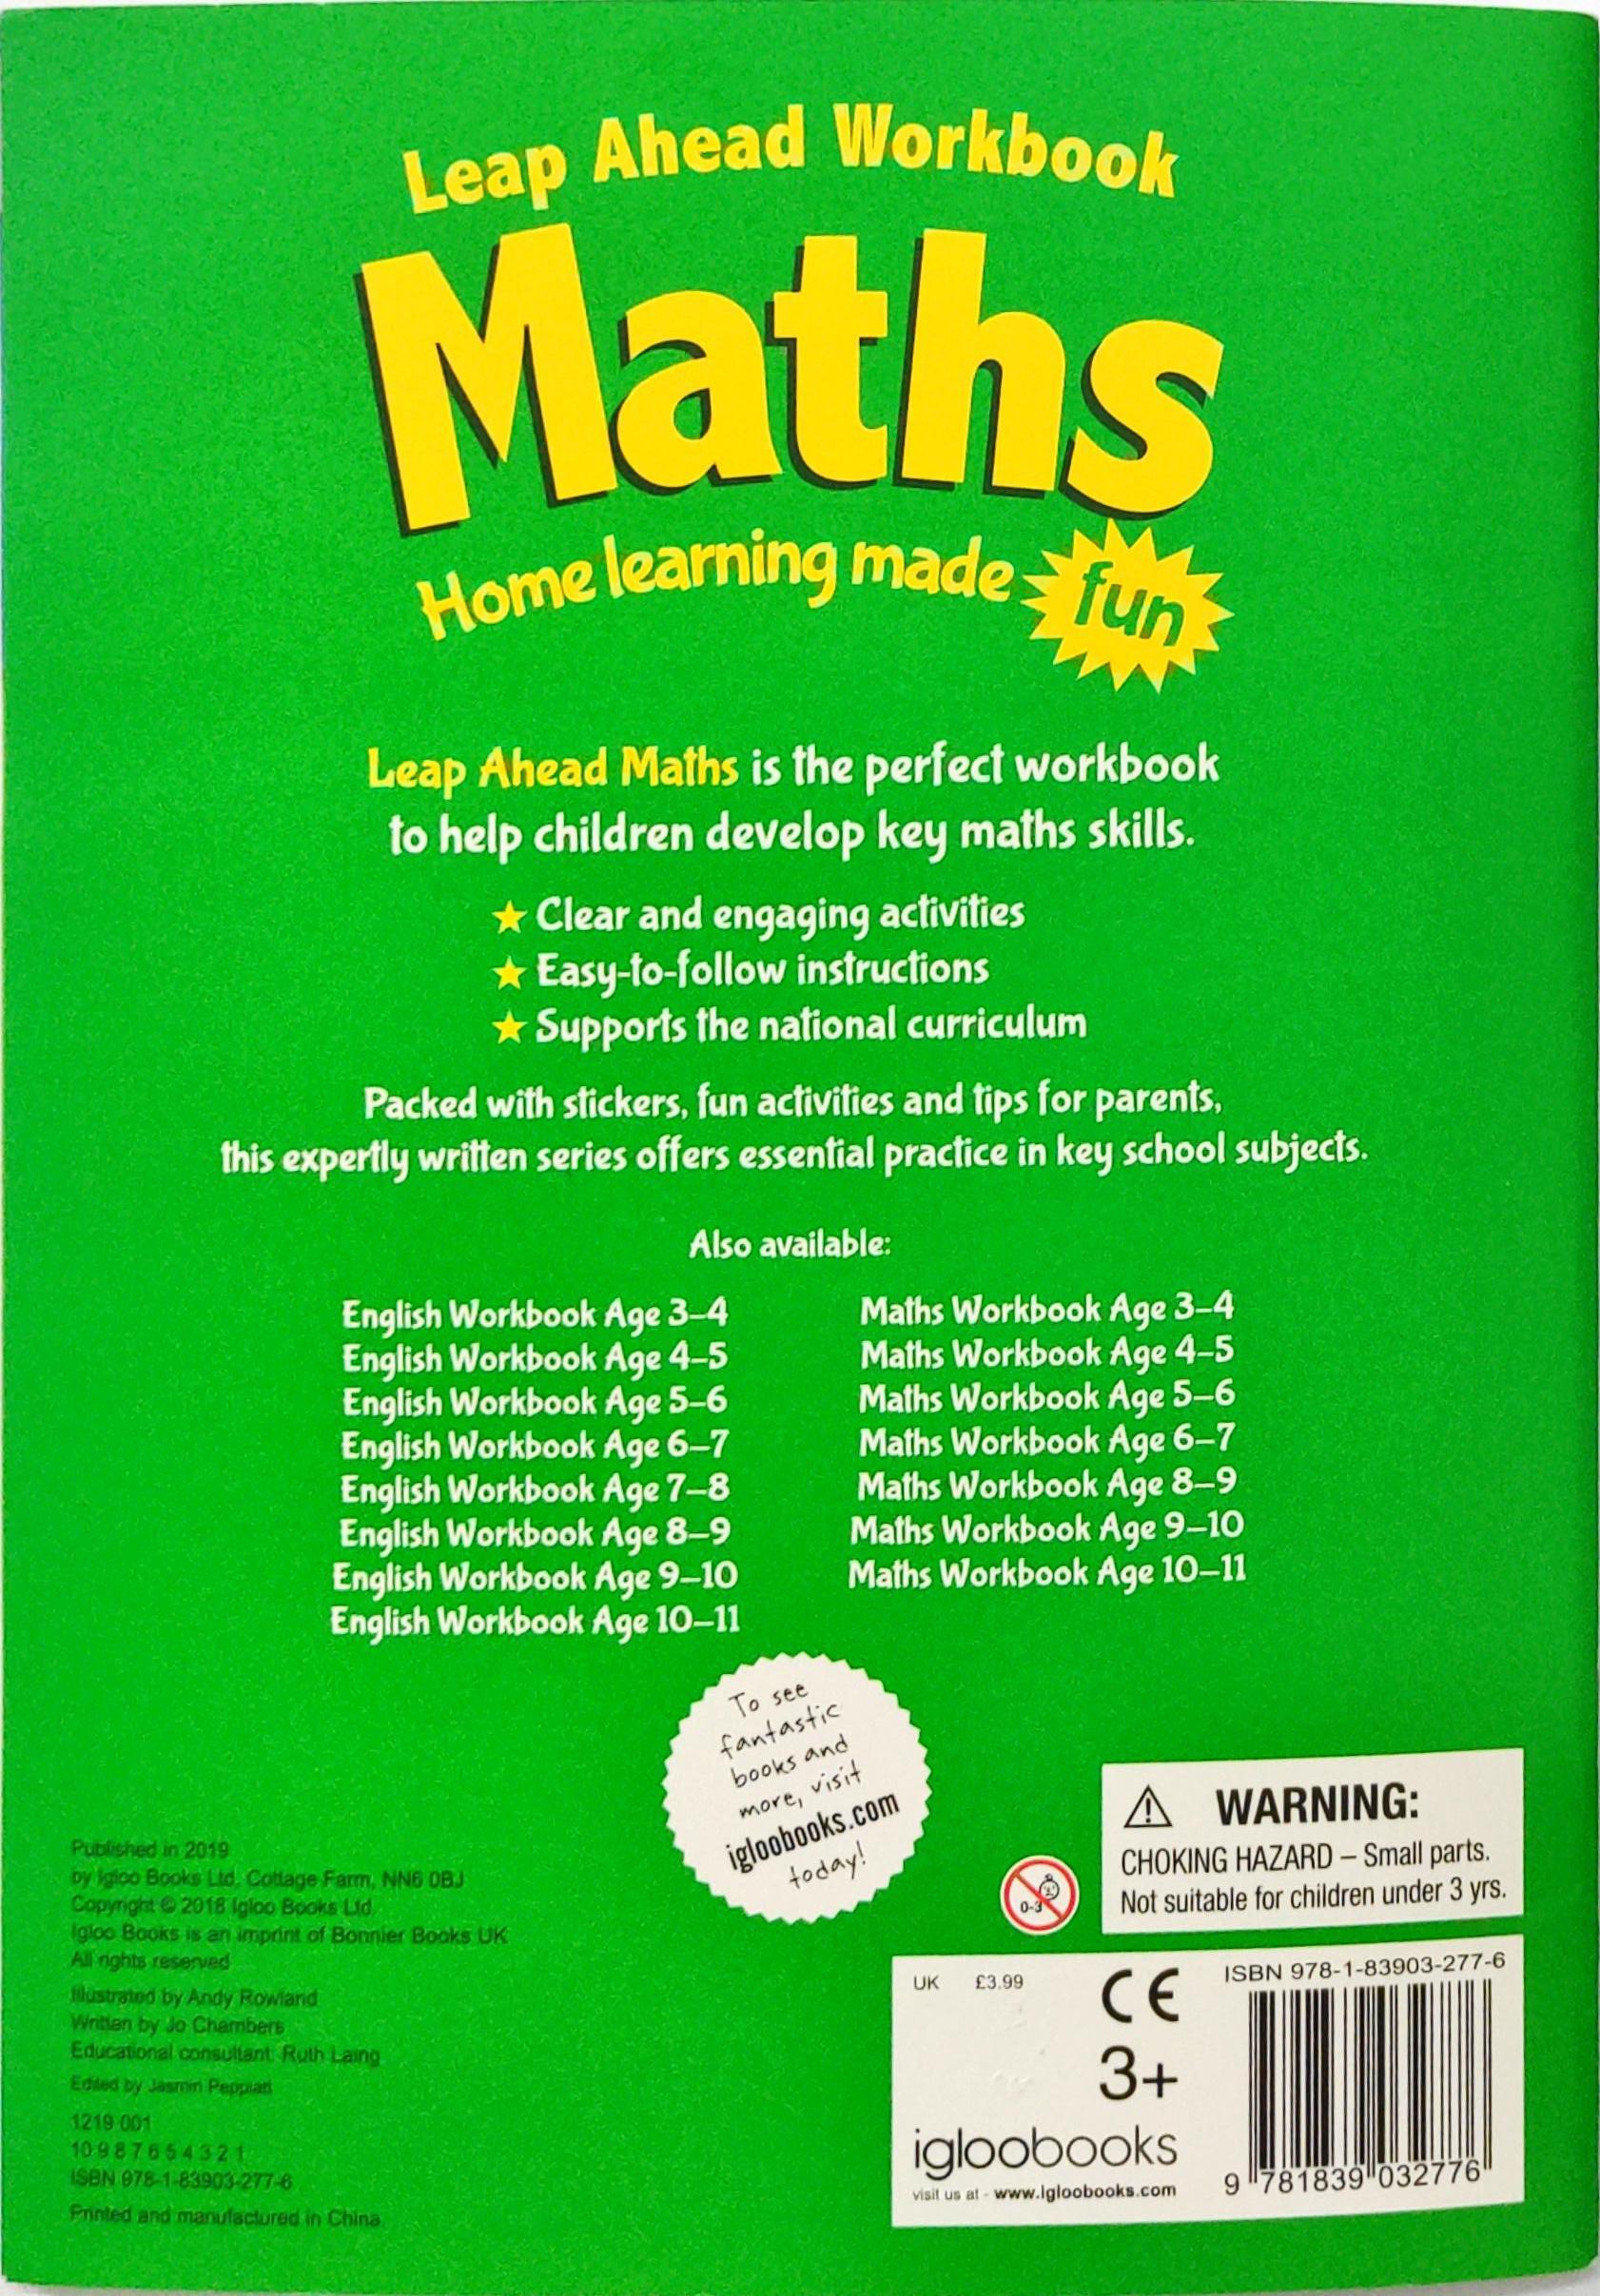 Leap Ahead Workbook
Maths
Home learning made fun
Leap Ahead Maths is the perfect workbook
to help children develop key maths skills.
Clear and engaging activities
Easy-to-follow instructions
Supports the national curriculum
Packed with stickers, fun activities and tips for parents,
this expertly written series offers essential practice in key school subjects.
Also available:
English Workbook Age 3–4
English Workbook Age 4–5
English Workbook Age 5–6
English Workbook Age 6–7
English Workbook Age 7–8
English Workbook Age 8–9
English Workbook Age 9–10
English Workbook Age 10–11
Maths Workbook Age 3–4
Maths Workbook Age 4–5
Maths Workbook Age 5–6
Maths Workbook Age 6–7
Maths Workbook Age 8–9
Maths Workbook Age 9–10
Maths Workbook Age 10–11
To see
fantastic
books and
more, visit
igloobooks.com
today!
Published in 2019
by Igloo Books Ltd, Cottage Farm, NN6 0BJ
Copyright © 2018 Igloo Books Ltd.
Igloo Books is an imprint of Bonnier Books UK
All rights reserved
Illustrated by Andy Rowland
Written by Jo Chambers
Educational consultant: Ruth Laing
Edited by Jasmin Peppiatt
1219 001
10 9 8 7 6 5 4 3 2 1
ISBN 978-1-83903-277-6
Printed and manufactured in China.
0-3
WARNING:
CHOKING HAZARD – Small parts.
Not suitable for children under 3 yrs.
UK £3.99
CE
3+
igloobooks
visit us at - www.igloobooks.com
ISBN 978-1-83903-277-6
9 781839 032776